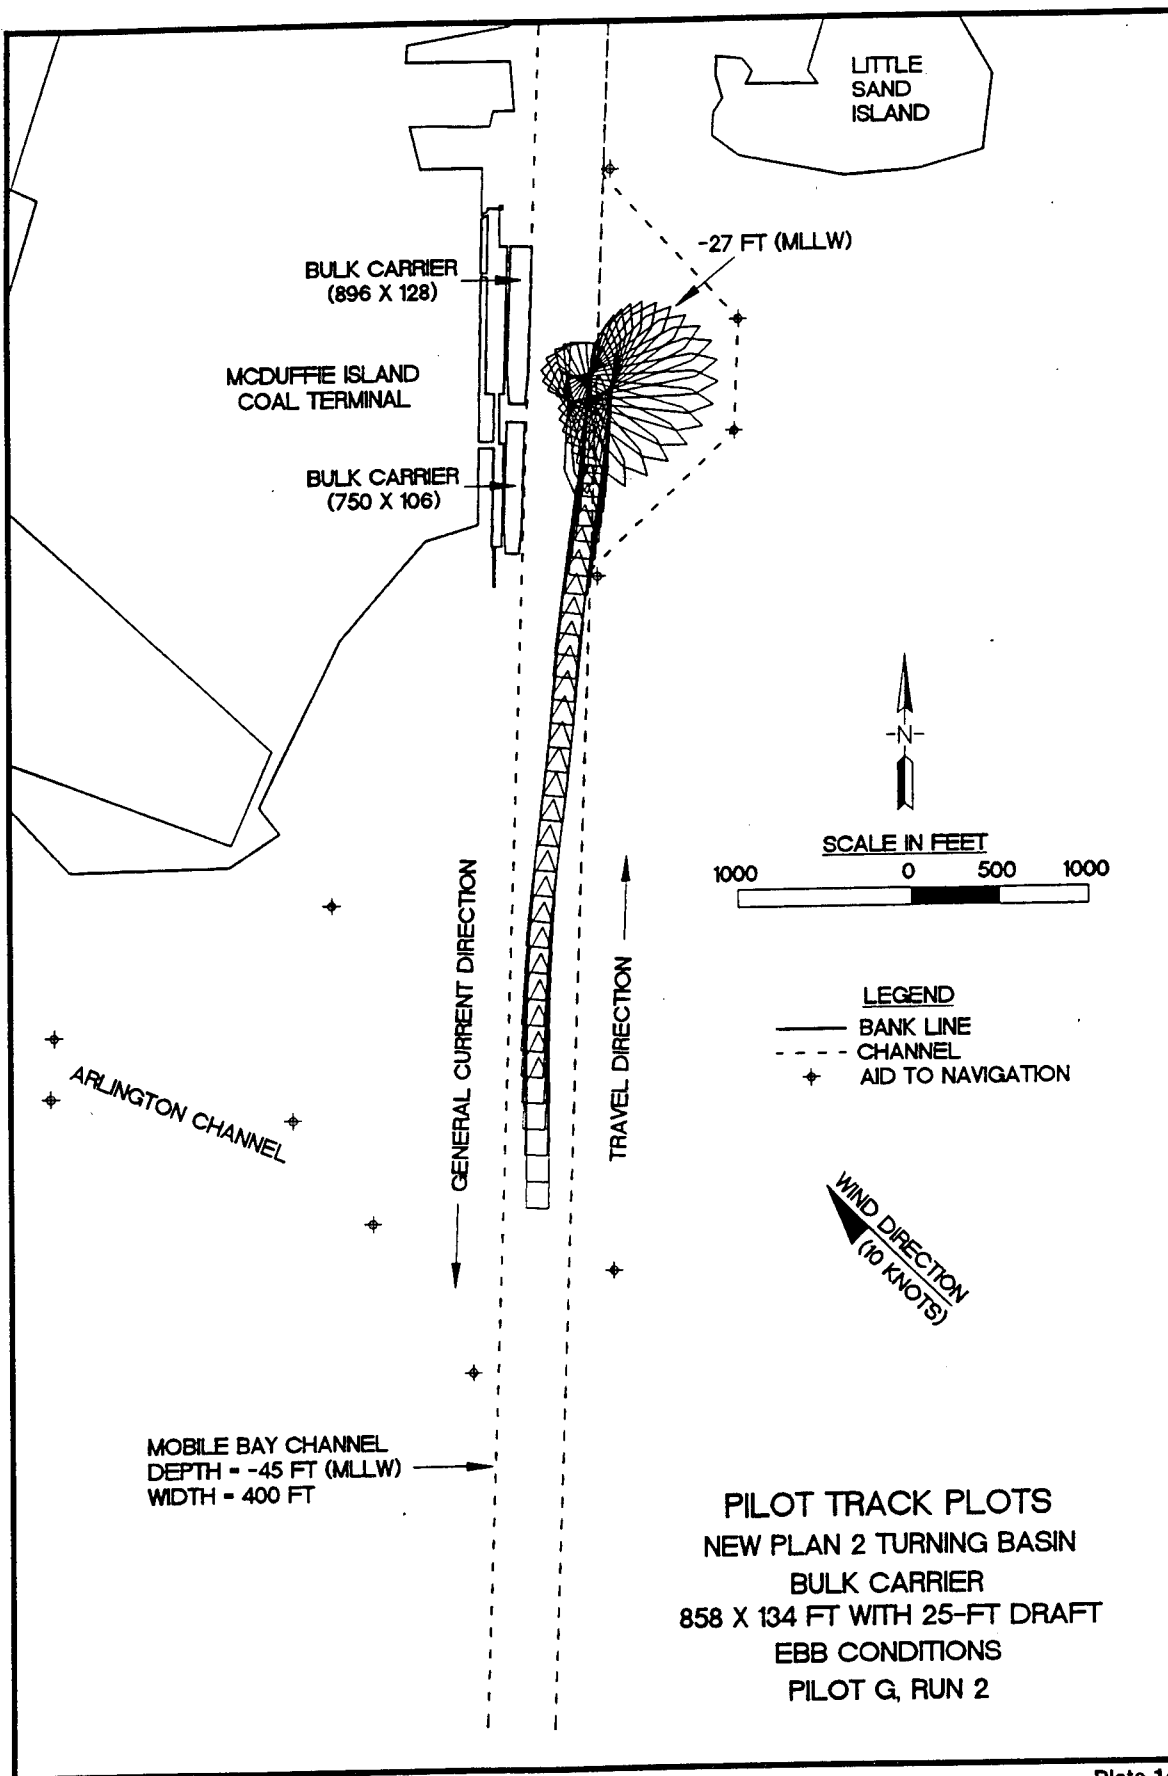 LITTLE
SAND
ISLAND
-27 FT (MLLW)
BULK CARRIER
(896 X 128)
MCDUFFIE ISLAND
COAL TERMINAL
BULK CARRIER
(750 X 106)
-N-
SCALE IN FEET
1000 0 500 1000
GENERAL CURRENT DIRECTION
TRAVEL DIRECTION
LEGEND
BANK LINE
CHANNEL
AID TO NAVIGATION
ARLINGTON CHANNEL
WIND DIRECTION
(10 KNOTS)
MOBILE BAY CHANNEL
DEPTH = -45 FT (MLLW)
WIDTH = 400 FT
PILOT TRACK PLOTS
NEW PLAN 2 TURNING BASIN
BULK CARRIER
858 X 134 FT WITH 25-FT DRAFT
EBB CONDITIONS
PILOT G, RUN 2
Plate